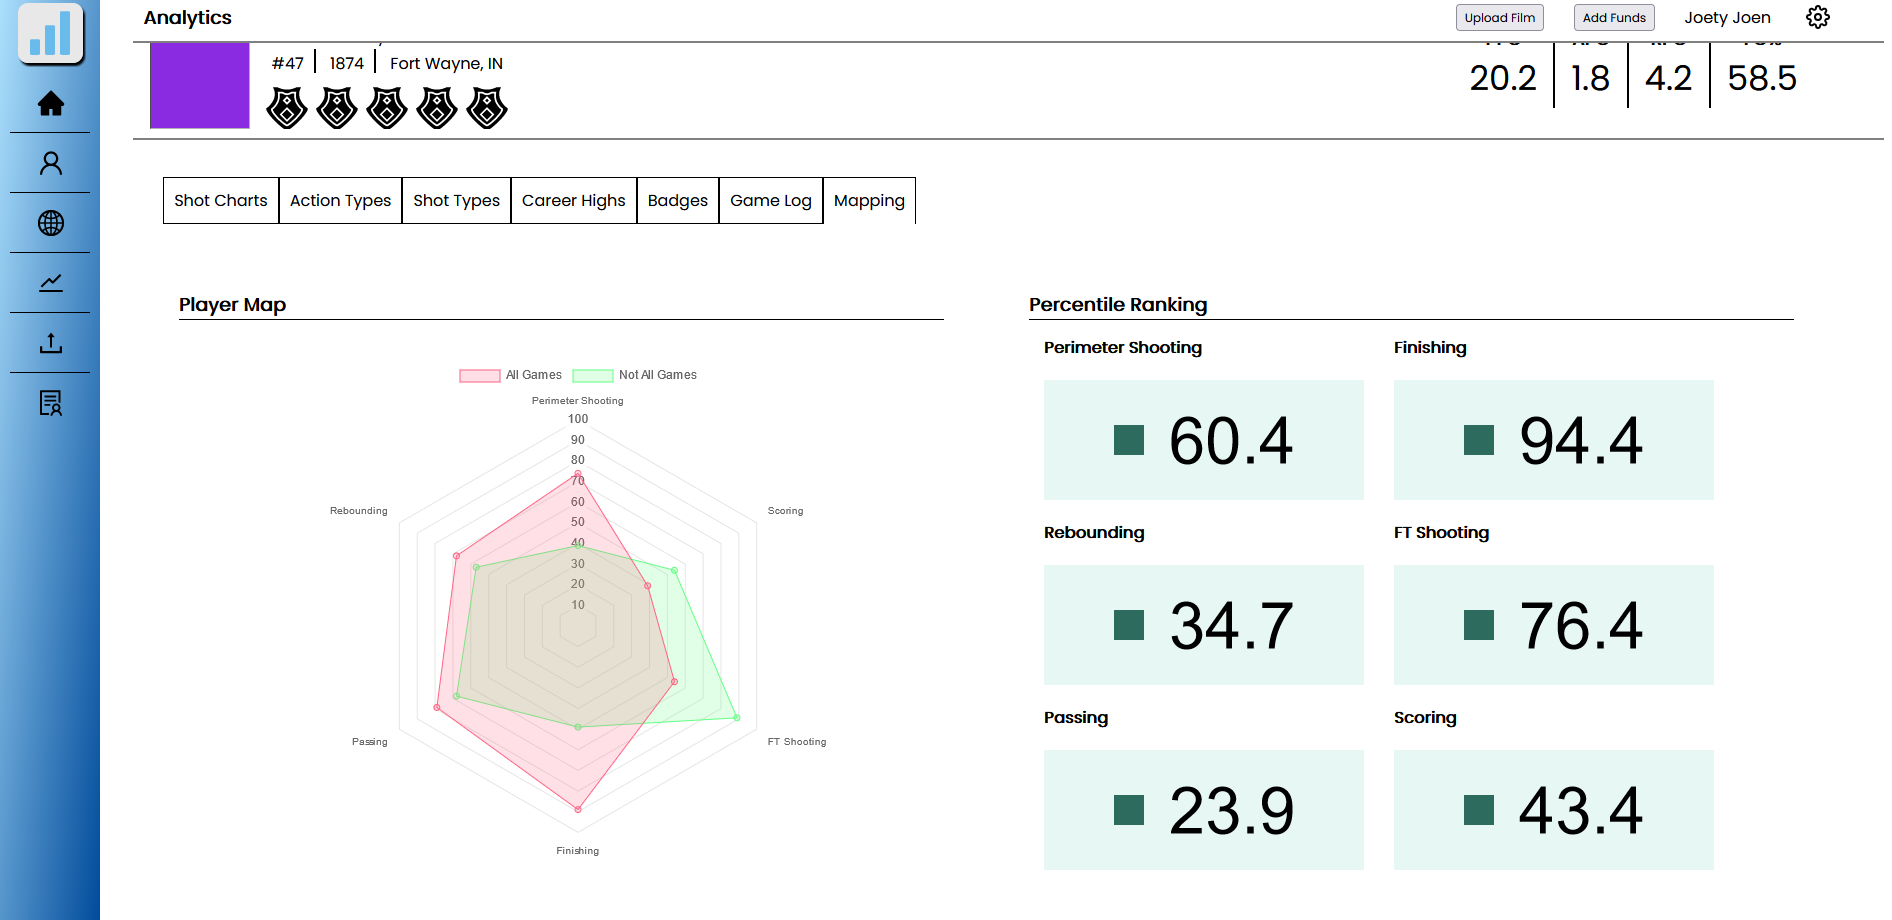 Analytics
Upload Film
Add Funds
Joety Joen
#47
1874
Fort Wayne, IN
20.2
1.8
4.2
58.5
Shot Charts
Action Types
Shot Types
Career Highs
Badges
Game Log
Mapping
Player Map
All Games
Not All Games
Perimeter Shooting
100
90
80
70
60
50
40
30
20
10
Scoring
FT Shooting
Finishing
Passing
Rebounding
Percentile Ranking
Perimeter Shooting
60.4
Finishing
94.4
Rebounding
34.7
FT Shooting
76.4
Passing
23.9
Scoring
43.4